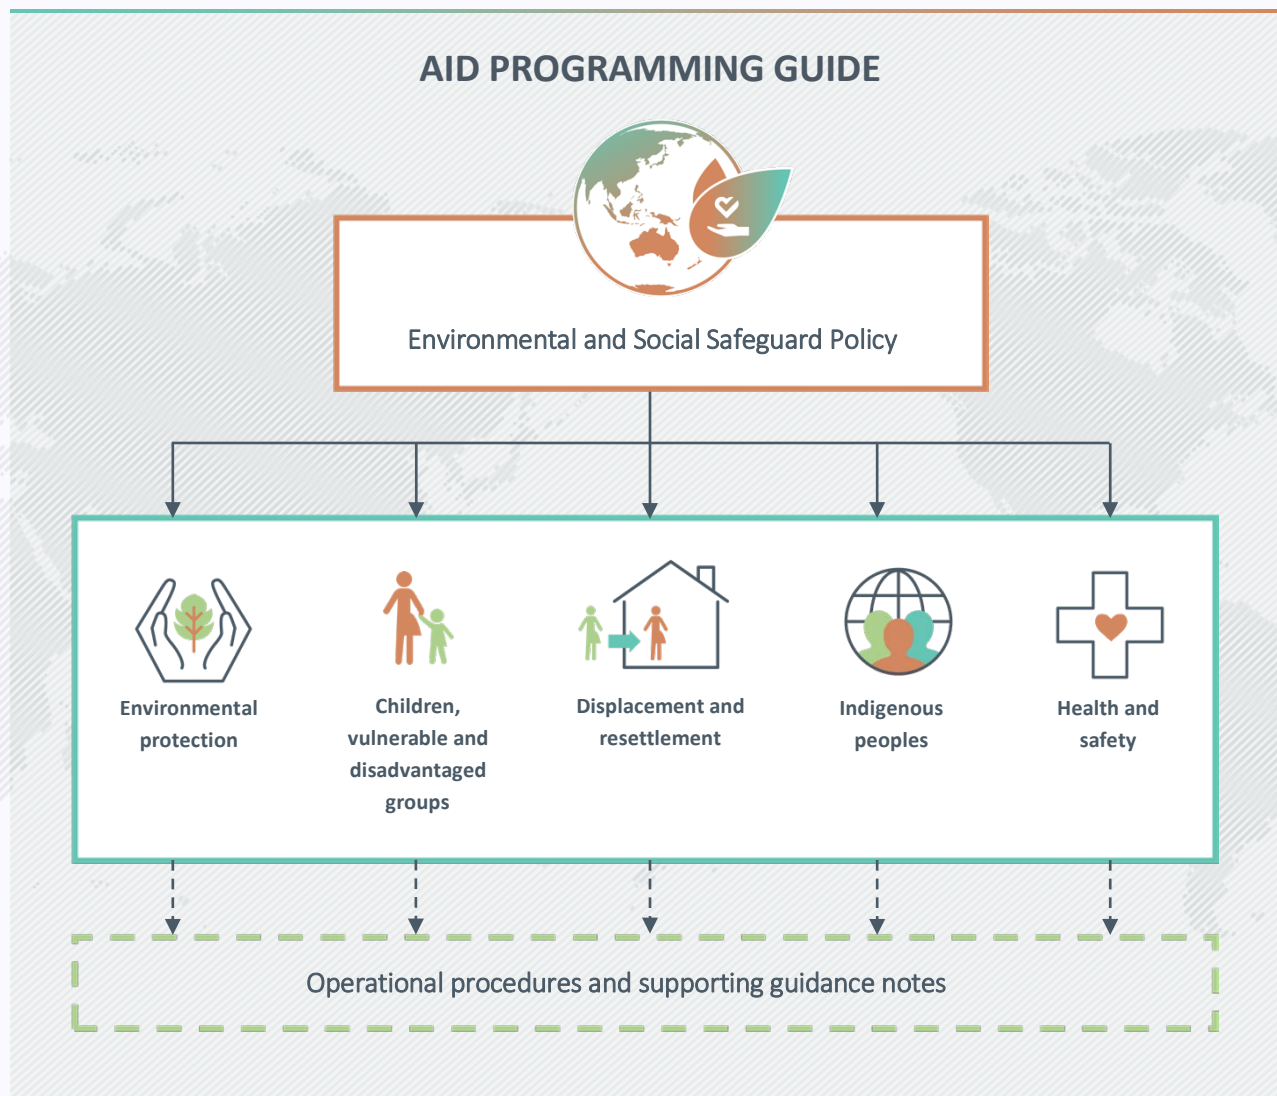 AID PROGRAMMING GUIDE
Environmental and Social Safeguard Policy
Environmental
protection
Children,
vulnerable and
disadvantaged
groups
Displacement and
resettlement
Indigenous
peoples
Health and
safety
Operational procedures and supporting guidance notes